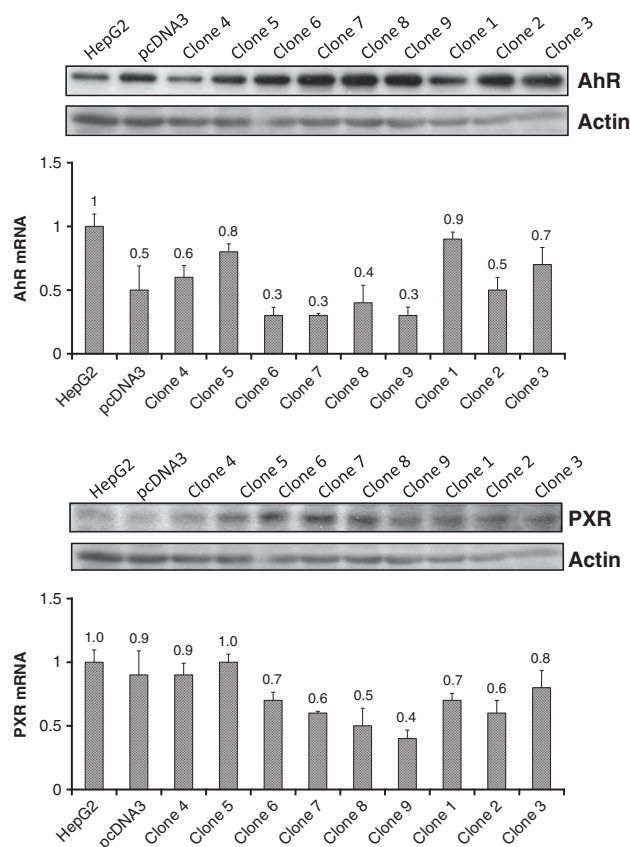 HepG2 pcDNA3 Clone 4 Clone 5 Clone 6 Clone 7 Clone 8 Clone 9 Clone 1 Clone 2 Clone 3
AhR
Actin
AhR mRNA
1.5
1
0.5
0
1 0.5 0.6 0.8 0.3 0.3 0.4 0.3 0.9 0.5 0.7
HepG2 pcDNA3 Clone 4 Clone 5 Clone 6 Clone 7 Clone 8 Clone 9 Clone 1 Clone 2 Clone 3
HepG2 pcDNA3 Clone 4 Clone 5 Clone 6 Clone 7 Clone 8 Clone 9 Clone 1 Clone 2 Clone 3
PXR
Actin
PXR mRNA
1.5
1
0.5
0
1.0 0.9 0.9 1.0 0.7 0.6 0.5 0.4 0.7 0.6 0.8
HepG2 pcDNA3 Clone 4 Clone 5 Clone 6 Clone 7 Clone 8 Clone 9 Clone 1 Clone 2 Clone 3